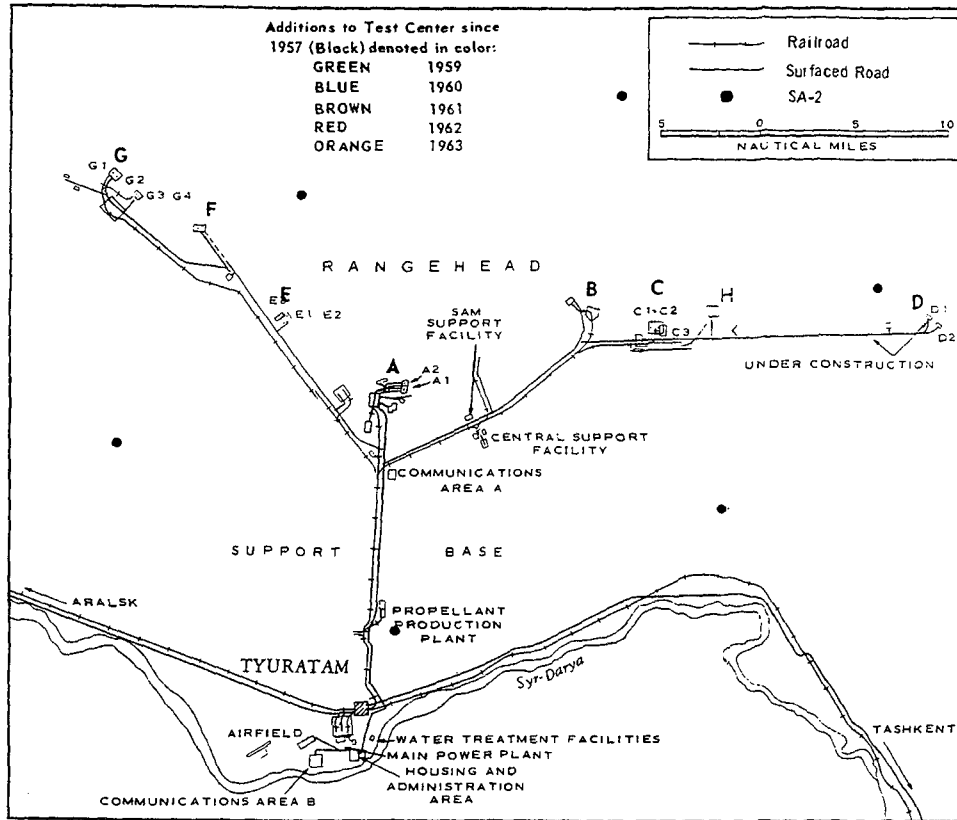 Additions to Test Center since
1957 (Black) denoted in color:
GREEN 1959
BLUE 1960
BROWN 1961
RED 1962
ORANGE 1963
Railroad
Surfaced Road
SA-2
5 0 5 10
NAUTICAL MILES
G
G1
G2
G3 G4
F
RANGEHEAD
E
E1 E2
B
C
C1-C2
C3
H
D
D1
D2
SAM
SUPPORT
FACILITY
UNDER CONSTRUCTION
A
A2
A1
CENTRAL SUPPORT
FACILITY
COMMUNICATIONS
AREA A
SUPPORT BASE
ARALSK
PROPELLANT
PRODUCTION
PLANT
TYURATAM
Syr-Darya
AIRFIELD
WATER TREATMENT FACILITIES
MAIN POWER PLANT
HOUSING AND
ADMINISTRATION
AREA
COMMUNICATIONS AREA B
TASHKENT